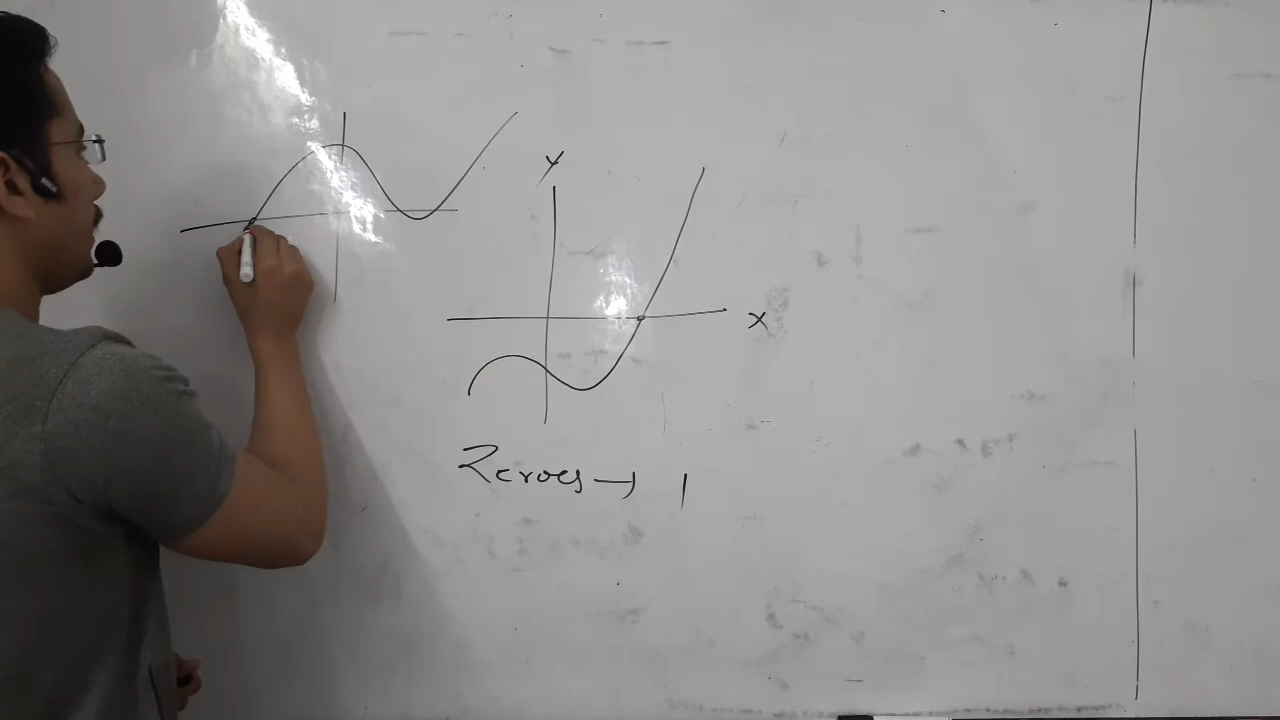 Y
X
Zeroes → 1